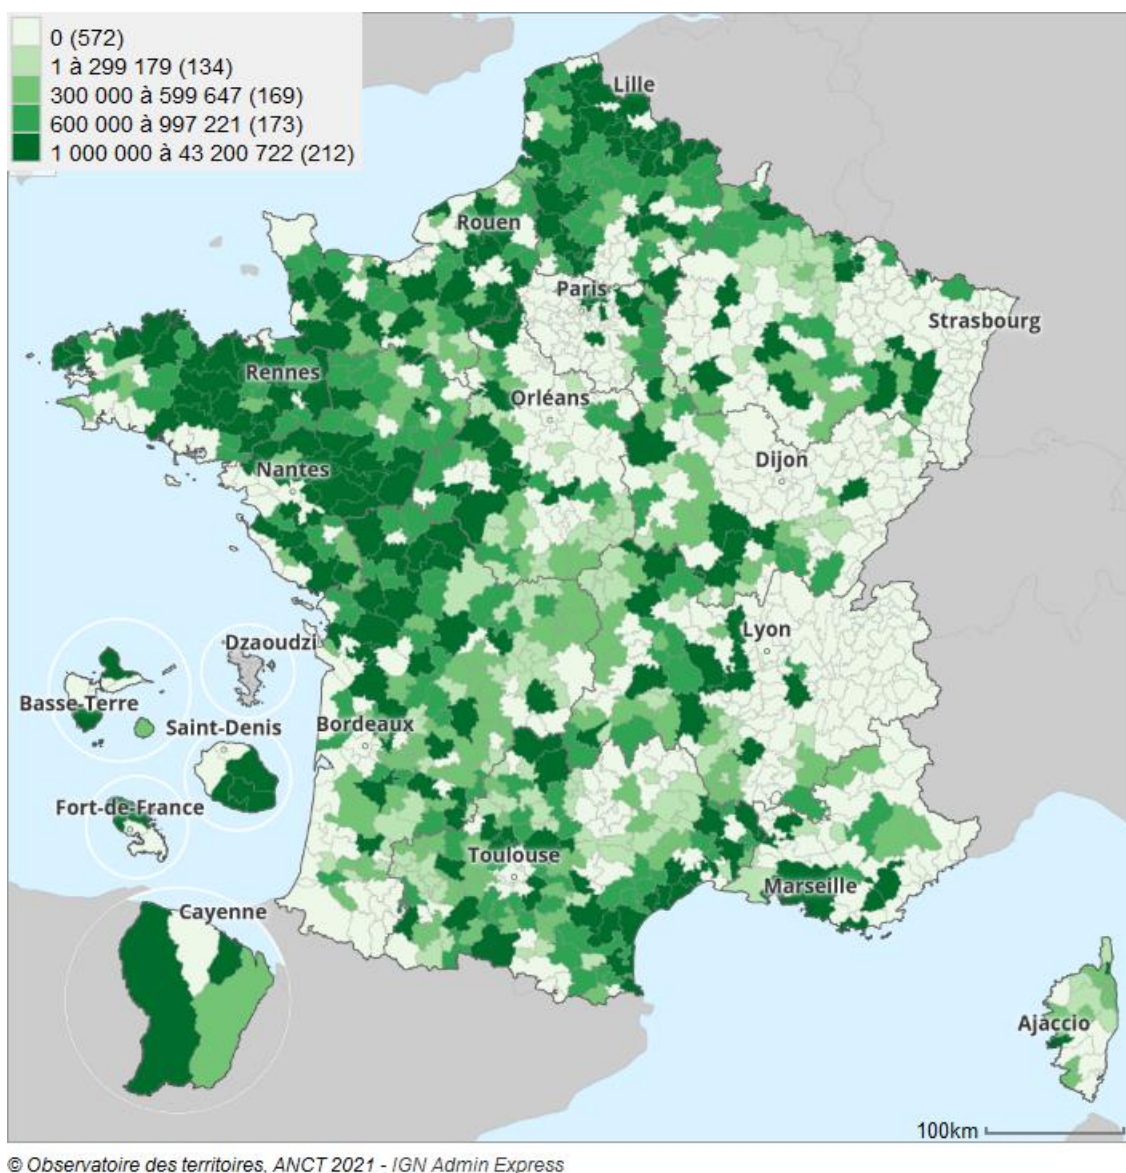 0 (572)
1 à 299 179 (134)
300 000 à 599 647 (169)
600 000 à 997 221 (173)
1 000 000 à 43 200 722 (212)
Lille
Rouen
Paris
Strasbourg
Rennes
Orléans
Dijon
Nantes
Lyon
Dzaoudzi
Basse-Terre
Saint-Denis
Bordeaux
Fort-de-France
Toulouse
Marseille
Cayenne
Ajaccio
100km
© Observatoire des territoires, ANCT 2021 - IGN Admin Express